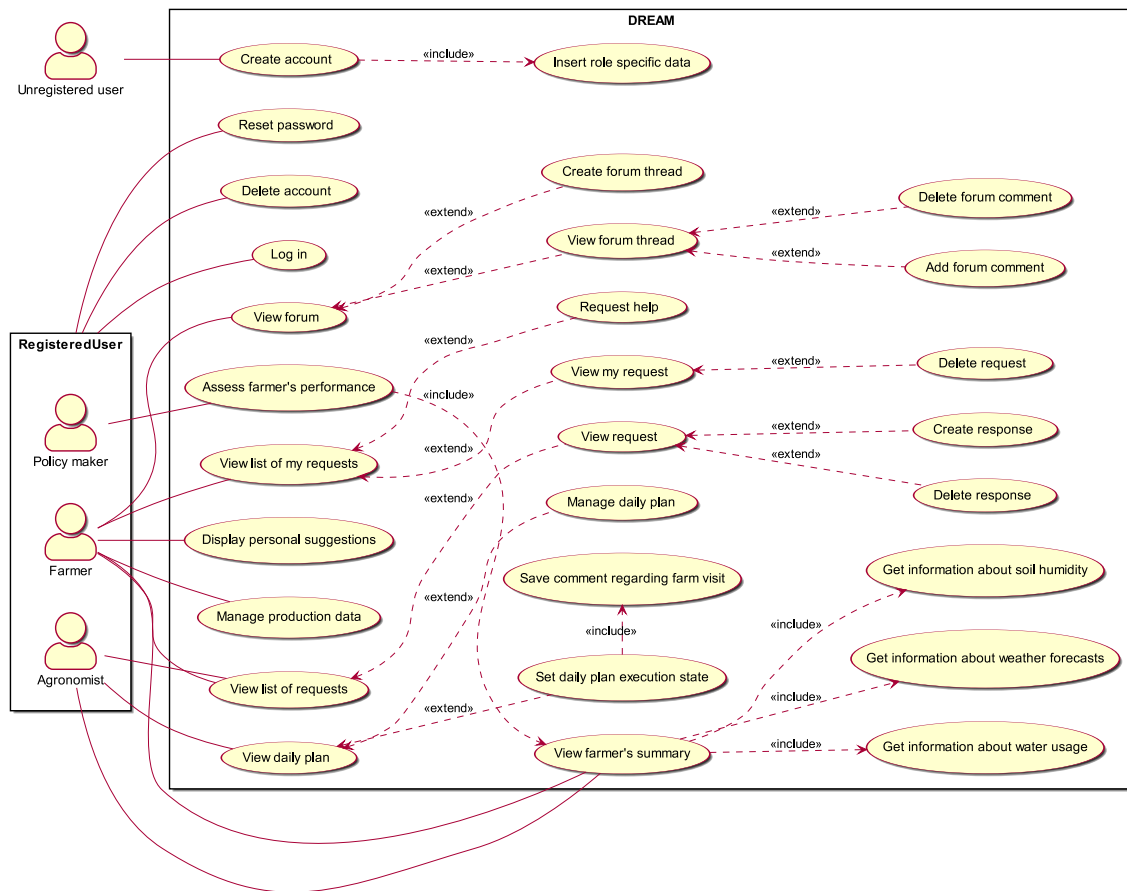 DREAM
Unregistered user
Create account
«include»
Insert role specific data
Reset password
Delete account
Log in
View forum
Create forum thread
«extend»
View forum thread
«extend»
Delete forum comment
«extend»
Add forum comment
«extend»
RegisteredUser
Policy maker
Farmer
Agronomist
Assess farmer's performance
«include»
Request help
«extend»
View my request
«extend»
Delete request
«extend»
View list of my requests
View request
«extend»
Create response
«extend»
Delete response
«extend»
Display personal suggestions
Manage daily plan
«extend»
Manage production data
Save comment regarding farm visit
«include»
Set daily plan execution state
«extend»
View list of requests
View daily plan
View farmer's summary
Get information about soil humidity
«include»
Get information about weather forecasts
«include»
Get information about water usage
«include»